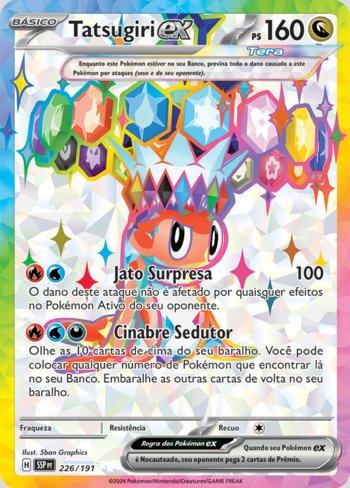 BÁSICO Tatsugiri ex PS 160
Tera
Enquanto este Pokémon estiver no seu Banco, previna todo o dano causado a este
Pokémon por ataques (seus e do seu oponente).
Jato Surpresa 100
O dano deste ataque não é afetado por quaisquer efeitos
no Pokémon Ativo do seu oponente.
Cinabre Sedutor
Olhe as 10 cartas de cima do seu baralho. Você pode
colocar qualquer número de Pokémon que encontrar lá
no seu Banco. Embaralhe as outras cartas de volta no seu
baralho.
Fraqueza Resistência Recuo
Ilust. 5ban Graphics
Regra dos Pokémon ex Quando seu Pokémon ex
é Nocauteado, seu oponente pega 2 cartas de Prêmio.
H SSP PT 226/191
©2024 Pokémon/Nintendo/Creatures/GAME FREAK